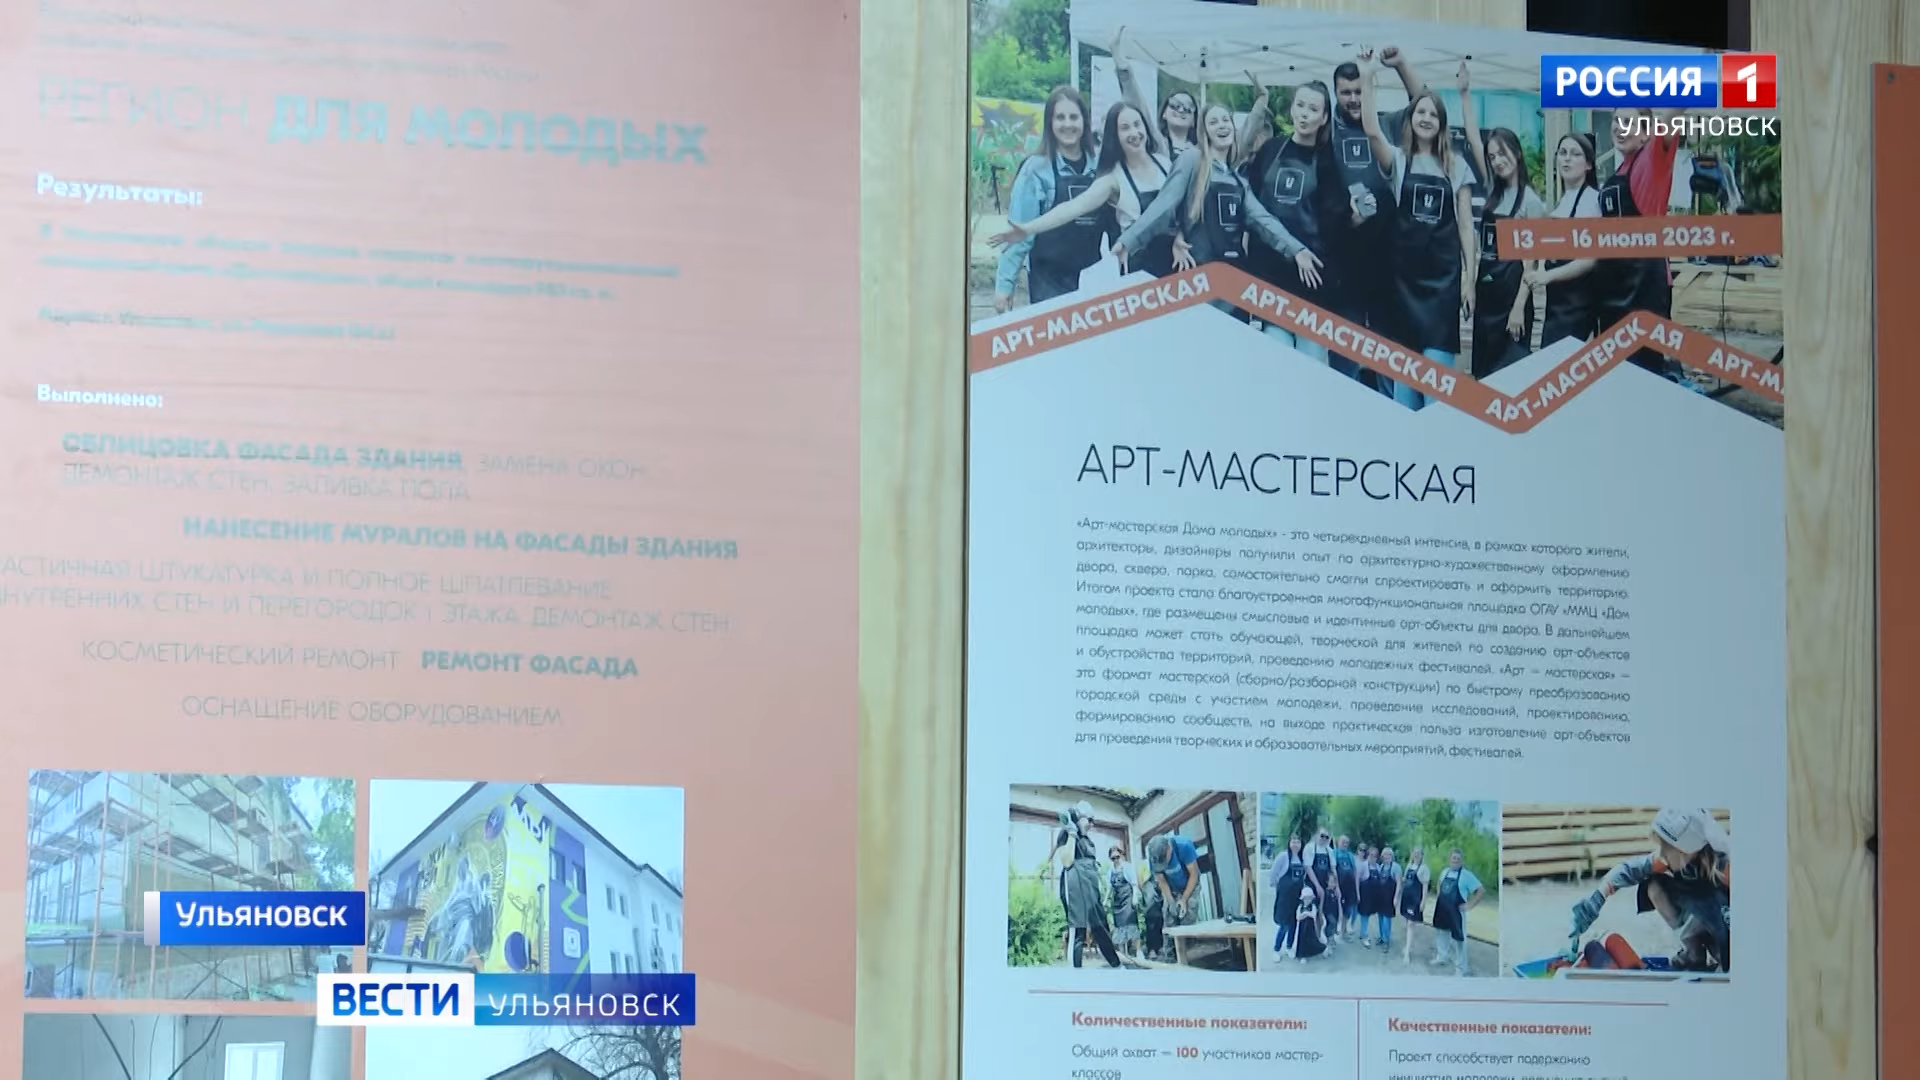 РЕГИОН ДЛЯ МОЛОДЫХ
Результаты:
Выполнено:
ОБЛИЦОВКА ФАСАДА ЗДАНИЯ, ЗАМЕНА ОКОН,
ДЕМОНТАЖ СТЕН, ЗАЛИВКА ПОЛА
НАНЕСЕНИЕ МУРАЛОВ НА ФАСАДЫ ЗДАНИЯ
ЧАСТИЧНАЯ ШТУКАТУРКА И ПОЛНОЕ ШПАТЛЕВАНИЕ
ВНУТРЕННИХ СТЕН И ПЕРЕГОРОДОК 1 ЭТАЖА, ДЕМОНТАЖ СТЕН
КОСМЕТИЧЕСКИЙ РЕМОНТ РЕМОНТ ФАСАДА
ОСНАЩЕНИЕ ОБОРУДОВАНИЕМ
Ульяновск
ВЕСТИ УЛЬЯНОВСК
РОССИЯ 1
УЛЬЯНОВСК
13 — 16 июля 2023 г.
АРТ-МАСТЕРСКАЯ АРТ-МАСТЕРСКАЯ АРТ-МАСТЕРСКАЯ АРТ-МА
АРТ-МАСТЕРСКАЯ
«Арт-мастерская Дома молодых» - это четырехдневный интенсив, в рамках которого жители,
архитекторы, дизайнеры получили опыт по архитектурно-художественному оформлению
двора, сквера, парка, самостоятельно смогли спроектировать и оформить территорию.
Итогом проекта стала благоустроенная многофункциональная площадка ОГАУ «ММЦ «Дом
молодых», где размещены смысловые и идентичные арт-объекты для двора. В дальнейшем
площадка может стать обучающей, творческой для жителей по созданию арт-объектов
и обустройства территорий, проведению молодежных фестивалей. «Арт – мастерская» –
это формат мастерской (сборно/разборной конструкции) по быстрому преобразованию
городской среды с участием молодежи, проведение исследований, проектированию,
формированию сообществ, на выходе практическая польза изготовление арт-объектов
для проведения творческих и образовательных мероприятий, фестивалей.
Количественные показатели:
Общий охват — 100 участников мастер-
классов
Качественные показатели:
Проект способствует поддержанию